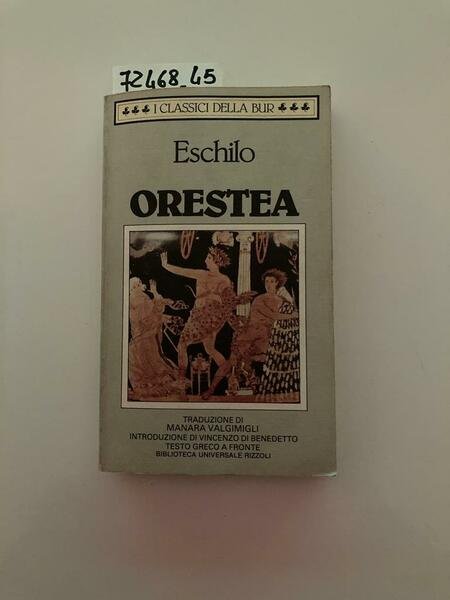 72468_45
I CLASSICI DELLA BUR
Eschilo
ORESTEA
TRADUZIONE DI
MANARA VALGIMIGLI
INTRODUZIONE DI VINCENZO DI BENEDETTO
TESTO GRECO A FRONTE
BIBLIOTECA UNIVERSALE RIZZOLI